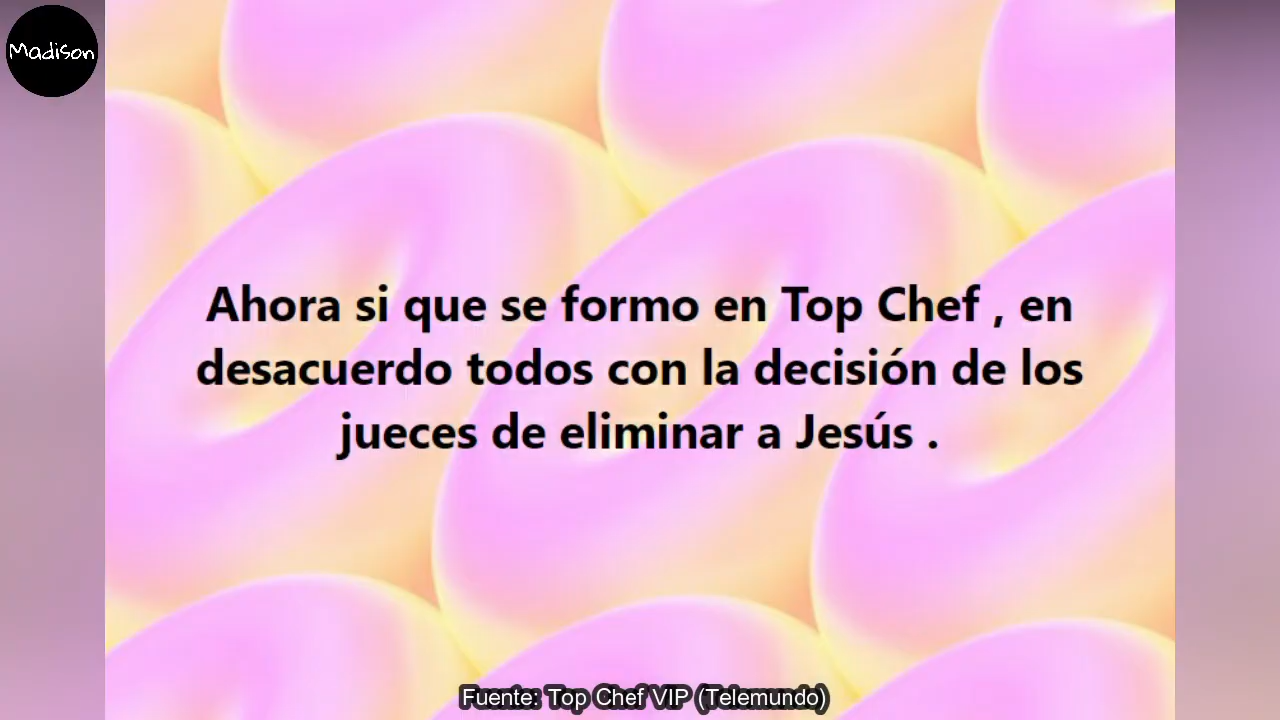 Madison
Ahora si que se formo en Top Chef , en
desacuerdo todos con la decisión de los
jueces de eliminar a Jesús .
Fuente: Top Chef VIP (Telemundo)